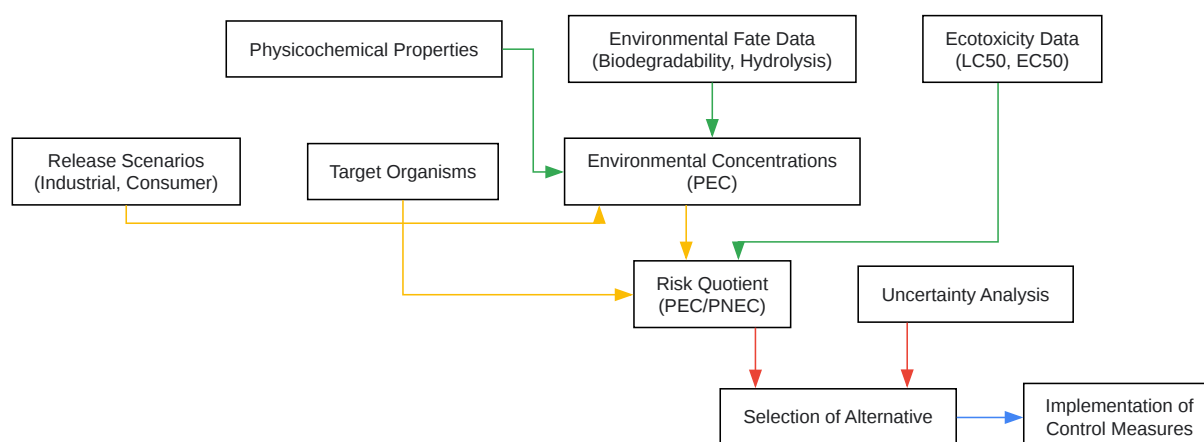 Physicochemical Properties
Environmental Fate Data
(Biodegradability, Hydrolysis)
Ecotoxicity Data
(LC50, EC50)
Release Scenarios
(Industrial, Consumer)
Target Organisms
Environmental Concentrations
(PEC)
Risk Quotient
(PEC/PNEC)
Uncertainty Analysis
Selection of Alternative
Implementation of
Control Measures